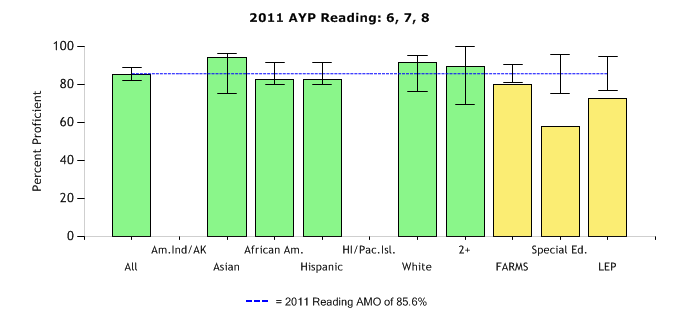 2011 AYP Reading: 6, 7, 8
Percent Proficient
100
80
60
40
20
0
Am.Ind/AK African Am. HI/Pac.Isl. 2+ Special Ed.
All Asian Hispanic White FARMS LEP
= 2011 Reading AMO of 85.6%